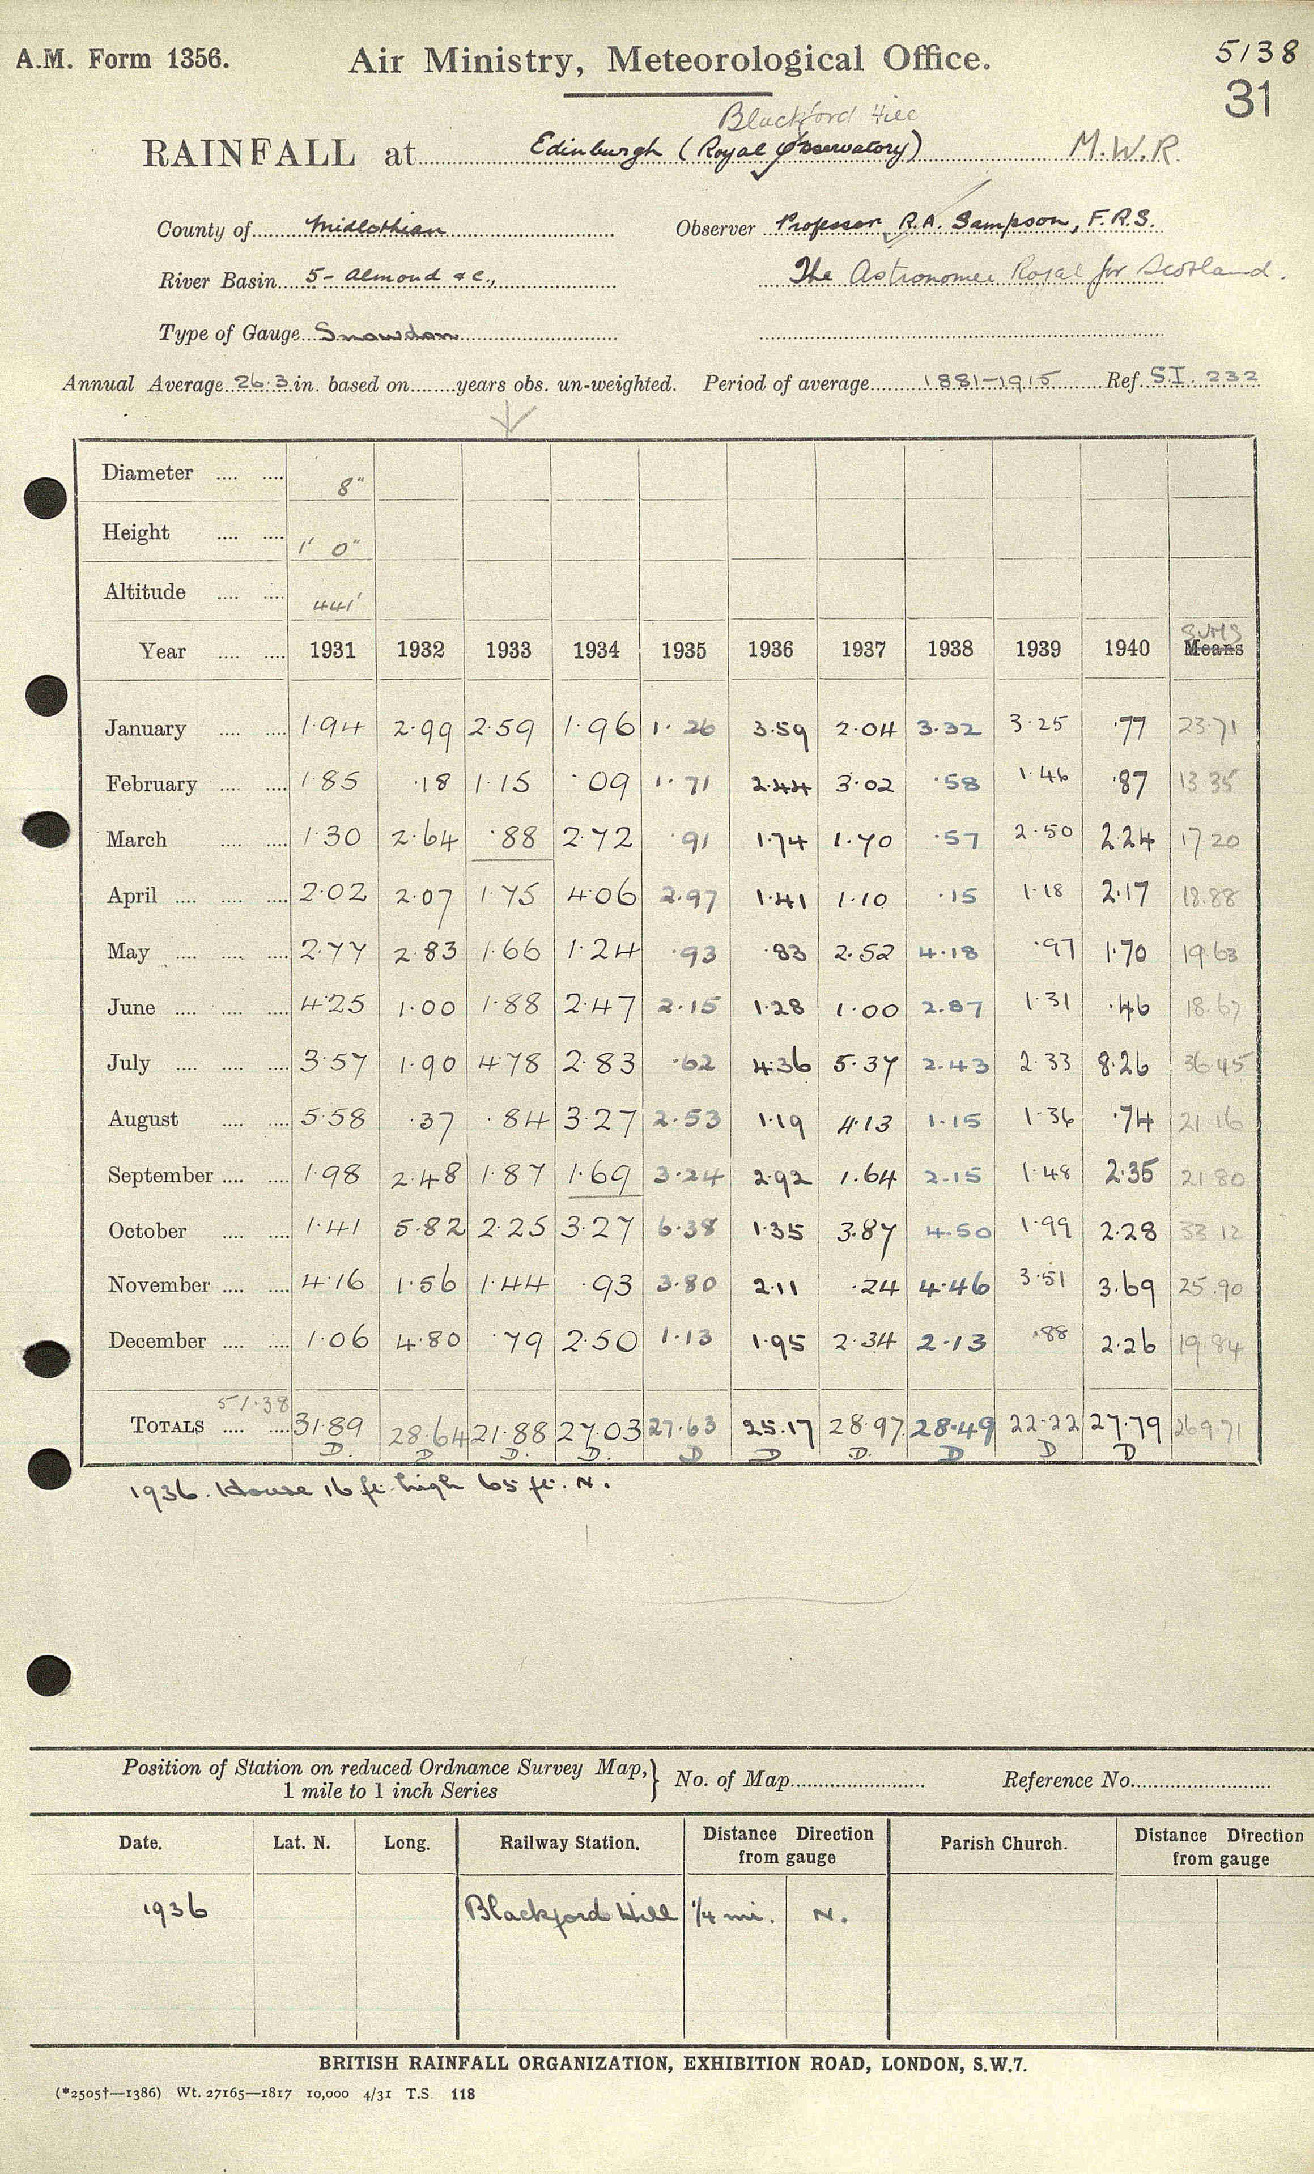 A.M. Form 1356. Air Ministry, Meteorological Office. 5138
31
Blackford Hill
RAINFALL at Edinburgh (Royal Observatory) M.W.R.
County of Midlothian Observer Professor R.A. Sampson, F.R.S.
River Basin 5- Almond &c., The Astronomer Royal for Scotland.
Type of Gauge Snowdon
Annual Average 26.3 in. based on years obs. un-weighted. Period of average 1881-1915 Ref. S.I. 232
Diameter 8"
Height 1' 0"
Altitude 441'
Year 1931 1932 1933 1934 1935 1936 1937 1938 1939 1940 SUMS Means
January 1.94 2.99 2.59 1.96 1.26 3.59 2.04 3.32 3.25 .77 23.71
February 1.85 .18 1.15 .09 1.71 2.44 3.02 .58 1.46 .87 13.35
March 1.30 2.64 .88 2.72 .91 1.74 1.70 .57 2.50 2.24 17.20
April 2.02 2.07 1.75 4.06 2.97 1.41 1.10 .15 1.18 2.17 18.88
May 2.77 2.83 1.66 1.24 .93 .83 2.52 4.18 .97 1.70 19.63
June 4.25 1.00 1.88 2.47 2.15 1.28 1.00 2.87 1.31 .46 18.67
July 3.57 1.90 4.78 2.83 .62 4.36 5.37 2.43 2.33 8.26 36.45
August 5.58 .37 .84 3.27 2.53 1.19 4.13 1.15 1.36 .74 21.16
September 1.98 2.48 1.87 1.69 3.24 2.92 1.64 2.15 1.48 2.35 21.80
October 1.41 5.82 2.25 3.27 6.38 1.35 3.87 4.50 1.99 2.28 33.12
November 4.16 1.56 1.44 .93 3.80 2.11 .24 4.46 3.51 3.69 25.90
December 1.06 4.80 .79 2.50 1.13 1.95 2.34 2.13 .88 2.26 19.84
51.38
TOTALS 31.89 28.64 21.88 27.03 27.63 25.17 28.97 28.49 22.22 27.79 269.71
D. D D. D. D D D. D D D
1936. House 16 ft. high 65 ft. N.
Position of Station on reduced Ordnance Survey Map, } No. of Map Reference No.
1 mile to 1 inch Series
Date. Lat. N. Long. Railway Station. Distance Direction from gauge Parish Church. Distance Direction from gauge
1936 Blackford Hill 1/4 mi. N.
BRITISH RAINFALL ORGANIZATION, EXHIBITION ROAD, LONDON, S.W.7.
(*2505†—1386) Wt. 27165—1817 10,000 4/31 T.S. 118